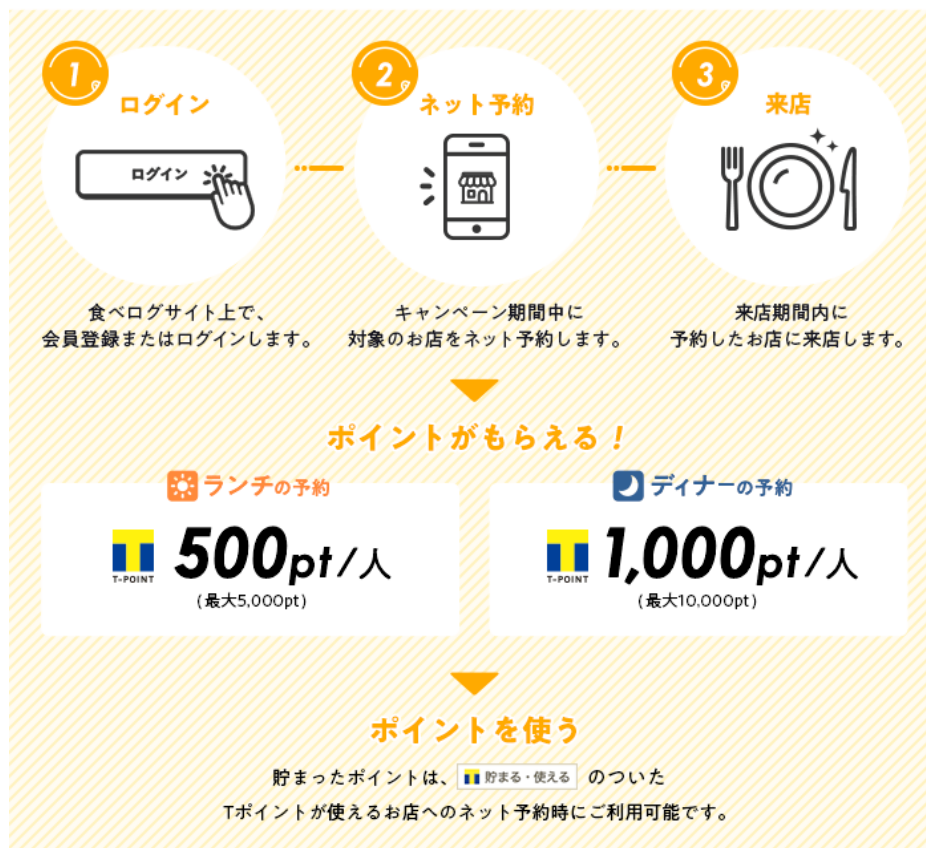 1
ログイン
ログイン
食べログサイト上で、
会員登録またはログインします。
2
ネット予約
キャンペーン期間中に
対象のお店をネット予約します。
3
来店
来店期間内に
予約したお店に来店します。
ポイントがもらえる！
ランチの予約
T-POINT
500pt/人
(最大5,000pt)
ディナーの予約
T-POINT
1,000pt/人
(最大10,000pt)
ポイントを使う
貯まったポイントは、T 貯まる・使える のついた
Tポイントが使えるお店へのネット予約時にご利用可能です。